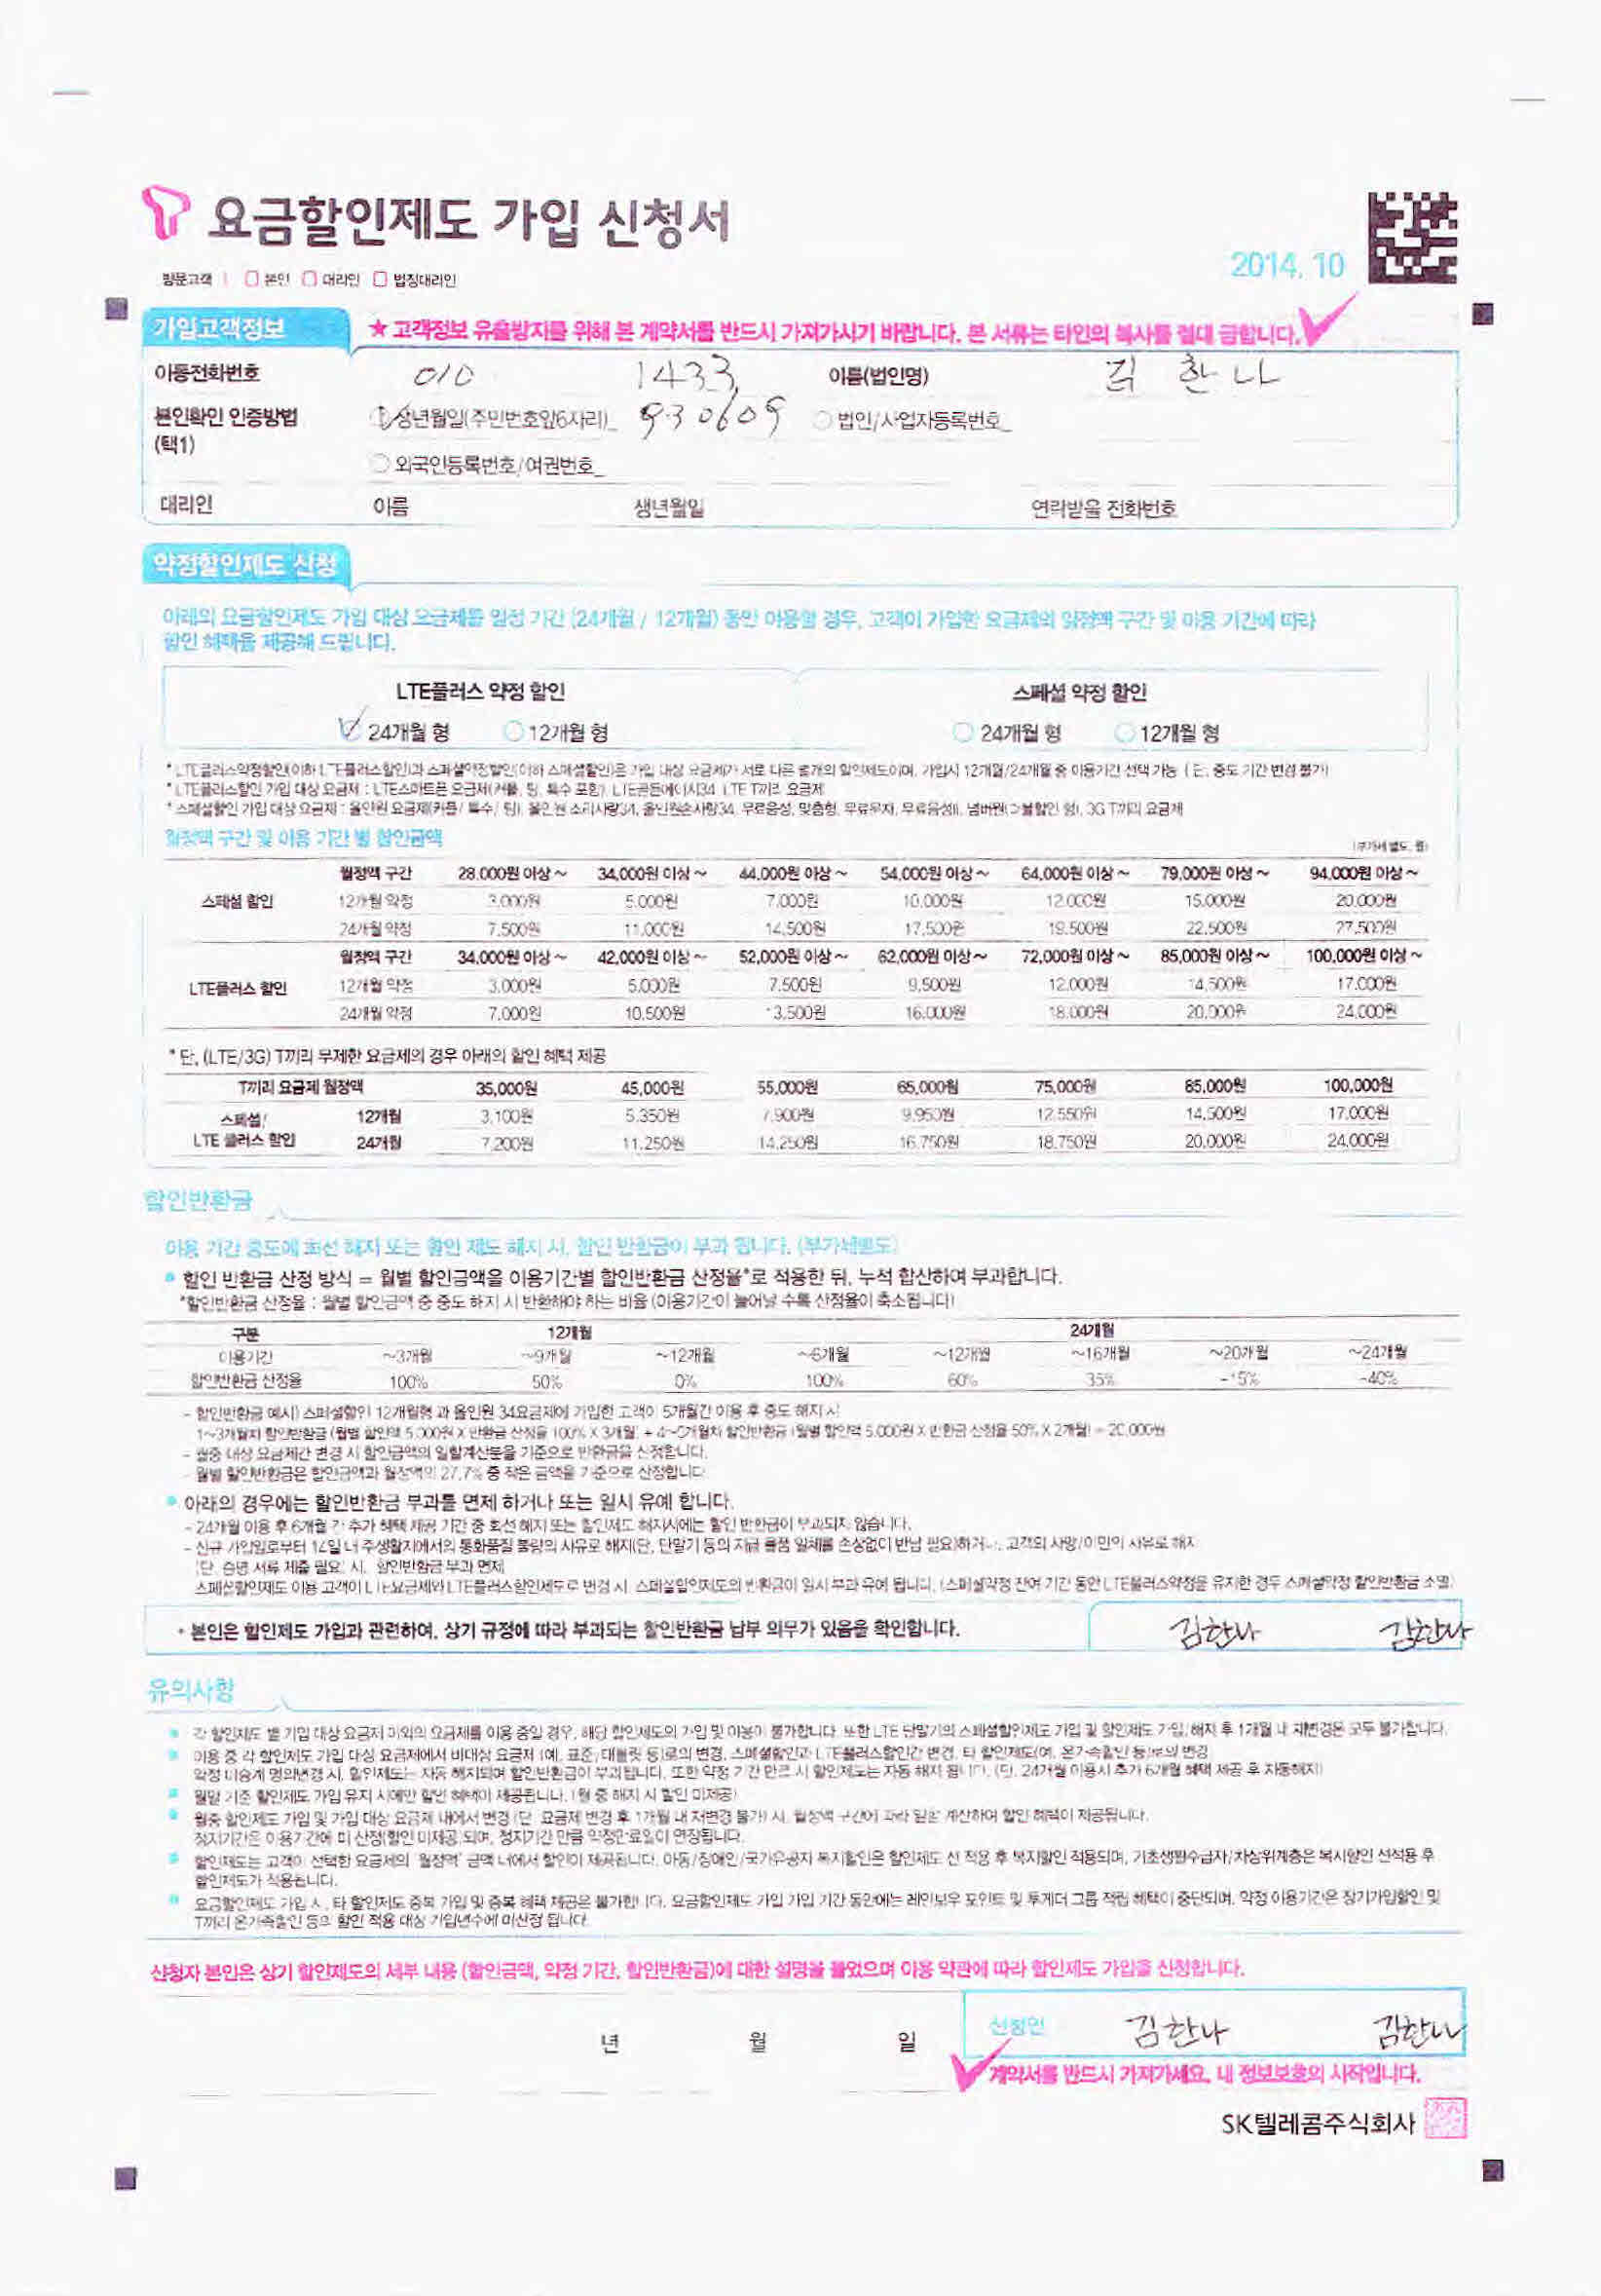 요금할인제도 가입 신청서
2014. 10
방문고객 본인 대리인 법정대리인
가입고객정보
★ 고객정보 유출방지를 위해 본 계약서를 반드시 가져가시기 바랍니다. 본 서류는 타인의 복사를 절대 금합니다.
이동전화번호 010 1433 이름(법인명) 김한나
본인확인 인증방법 생년월일(주민번호앞6자리)_ 930609 법인/사업자등록번호_
(택1)
외국인등록번호/여권번호_
대리인 이름 생년월일 연락받을 전화번호
약정할인제도 신청
아래의 요금할인제도 가입 대상 요금제를 일정 기간 (24개월 / 12개월) 동안 이용할 경우, 고객이 가입한 요금제의 월정액 구간 및 이용 기간에 따라
할인 혜택을 제공해 드립니다.
LTE플러스 약정 할인 스페셜 약정 할인
24개월 형 12개월 형 24개월 형 12개월 형
* LTE플러스약정할인(이하 LTE플러스할인)과 스페셜약정할인(이하 스페셜할인)은 가입 대상 요금제가 서로 다른 별개의 할인제도이며, 가입시 12개월/24개월 중 이용기간 선택 가능 (단, 중도 기간 변경 불가)
* LTE플러스할인 가입 대상 요금제 : LTE스마트폰 요금제(커플, 팅, 특수 포함), LTE골든에이지34, LTE T끼리 요금제
* 스페셜할인 가입 대상 요금제 : 올인원 요금제(커플/ 특수/ 팅), 올인원 소리사랑34, 올인원손사랑34, 무료음성, 맞춤형, 무료문자, 무료음성II, 넘버원( 할인 형), 3G T끼리 요금제
월정액 구간 및 이용 기간 별 할인금액
(부가세 별도, 원)
월정액 구간 28,000원 이상~ 34,000원 이상~ 44,000원 이상~ 54,000원 이상~ 64,000원 이상~ 79,000원 이상~ 94,000원 이상~
스페셜 할인 12개월 약정 3,000원 5,000원 7,000원 10,000원 12,000원 15,000원 20,000원
24개월 약정 7,500원 11,000원 14,500원 17,500원 19,500원 22,500원 27,500원
월정액 구간 34,000원 이상~ 42,000원 이상~ 52,000원 이상~ 62,000원 이상~ 72,000원 이상~ 85,000원 이상~ 100,000원 이상~
LTE플러스 할인 12개월 약정 3,000원 5,000원 7,500원 9,500원 12,000원 14,500원 17,000원
24개월 약정 7,000원 10,500원 13,500원 16,000원 18,000원 20,000원 24,000원
* 단, (LTE/3G) T끼리 무제한 요금제의 경우 아래의 할인 혜택 제공
T끼리 요금제 월정액 35,000원 45,000원 55,000원 65,000원 75,000원 85,000원 100,000원
스페셜/ 12개월 3,100원 5,350원 7,900원 9,950원 12,550원 14,500원 17,000원
LTE 플러스 할인 24개월 7,200원 11,250원 14,250원 16,750원 18,750원 20,000원 24,000원
할인반환금
이용 기간 중도에 회선 해지 또는 할인 제도 해지 시, 할인 반환금이 부과 됩니다. (부가세별도)
할인 반환금 산정 방식 = 월별 할인금액을 이용기간별 할인반환금 산정율*로 적용한 뒤, 누적 합산하여 부과합니다.
*할인반환금 산정율 : 월별 할인금액 중 중도 해지 시 반환해야 하는 비율 (이용기간이 늘어날 수록 산정율이 축소됩니다)
구분 12개월 24개월
이용기간 ~3개월 ~9개월 ~12개월 ~6개월 ~12개월 ~16개월 ~20개월 ~24개월
할인반환금 산정율 100% 50% 0% 100% 60% 35% -15% -40%
- 할인반환금 예시) 스페셜할인 12개월형 과 올인원 34요금제에 가입한 고객이 5개월간 이용 후 중도 해지 시
1~3개월차 할인반환금 (월별 할인액 5,000원 X 반환금 산정율 100% X 3개월) + 4~5개월차 할인반환금 (월별 할인액 5,000원 X 반환금 산정율 50% X 2개월) = 20,000원
- 월중 대상 요금제간 변경 시 할인금액의 일할계산분을 기준으로 반환금을 산정합니다.
- 월별 할인반환금은 할인금액과 월정액의 27.7% 중 작은 금액을 기준으로 산정합니다
아래의 경우에는 할인반환금 부과를 면제 하거나 또는 일시 유예 합니다.
- 24개월 이용 후 6개월 간 추가 혜택 제공 기간 중 회선 해지 또는 할인제도 해지시에는 할인 반환금이 부과되지 않습니다.
- 신규 가입일로부터 14일 내 주생활지에서의 통화품질 불량의 사유로 해지(단, 단말기 등의 지급 물품 일체를 손상없이 반납 필요)하거나, 고객의 사망/이민의 사유로 해지
(단, 증명 서류 제출 필요) 시, 할인반환금 부과 면제
스페셜할인제도 이용 고객이 LTE요금제와 LTE플러스할인제도로 변경 시, 스페셜할인제도의 반환금이 일시 부과 유예 됩니다. (스페셜약정 잔여 기간 동안 LTE플러스약정을 유지한 경우 스페셜약정 할인반환금 소멸)
• 본인은 할인제도 가입과 관련하여, 상기 규정에 따라 부과되는 할인반환금 납부 의무가 있음을 확인합니다. 김한나 김한나
유의사항
각 할인제도 별 가입 대상 요금제 이외의 요금제를 이용 중일 경우, 해당 할인제도의 가입 및 이용이 불가합니다. 또한 LTE 단말기의 스페셜할인제도 가입 및 할인제도 가입/해지 후 1개월 내 재변경은 모두 불가합니다.
이용 중 각 할인제도 가입 대상 요금제에서 비대상 요금제 (예, 표준, 태블릿 등)로의 변경, 스페셜할인과 LTE플러스할인간 변경, 타 할인제도(예, 온가족할인 등)로의 변경
약정 미승계 명의변경 시, 할인제도는 자동 해지되며 할인반환금이 부과됩니다. 또한 약정 기간 만료 시 할인제도는 자동 해지 됩니다. (단, 24개월 이용시 추가 6개월 혜택 제공 후 자동해지)
월말 기준 할인제도 가입 유지 시에만 할인 혜택이 제공됩니다. (월 중 해지 시 할인 미제공)
월중 할인제도 가입 및 가입 대상 요금제 내에서 변경 (단, 요금제 변경 후 1개월 내 재변경 불가) 시, 월정액 구간에 따라 일할 계산하여 할인 혜택이 제공됩니다.
정지기간은 이용기간에 미 산정(할인 미제공)되며, 정지기간 만큼 약정만료일이 연장됩니다.
할인제도는 고객이 선택한 요금제의 '월정액' 금액 내에서 할인이 제공됩니다. 아동/장애인/국가유공자 복지할인은 할인제도 선 적용 후 복지할인 적용되며, 기초생활수급자/차상위계층은 복지할인 선적용 후
할인제도가 적용됩니다.
요금할인제도 가입 시, 타 할인제도 중복 가입 및 중복 혜택 제공은 불가합니다. 요금할인제도 가입 가입 기간 동안에는 레인보우 포인트 및 투게더 그룹 적립 혜택이 중단되며, 약정 이용기간은 장기가입할인 및
T끼리 온가족할인 등의 할인 적용 대상 가입년수에 미산정 됩니다.
신청자 본인은 상기 할인제도의 세부 내용 (할인금액, 약정 기간, 할인반환금)에 대한 설명을 들었으며 이용 약관에 따라 할인제도 가입을 신청합니다.
년 월 일 신청인 김한나 김한나
계약서를 반드시 가져가세요. 내 정보보호의 시작입니다.
SK텔레콤주식회사